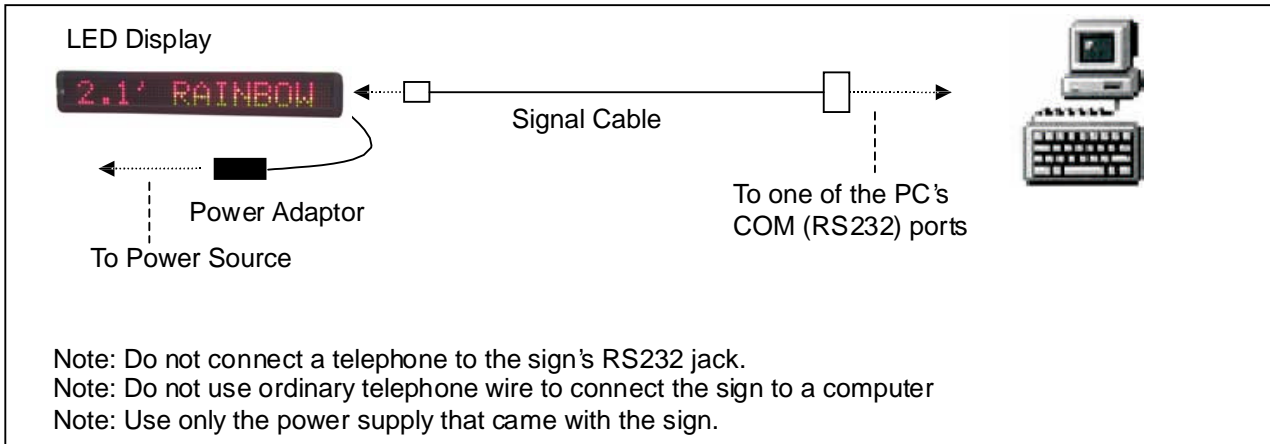 LED Display
2.1' RAINBOW
Signal Cable
To one of the PC's
COM (RS232) ports
Power Adaptor
To Power Source
Note: Do not connect a telephone to the sign's RS232 jack.
Note: Do not use ordinary telephone wire to connect the sign to a computer
Note: Use only the power supply that came with the sign.